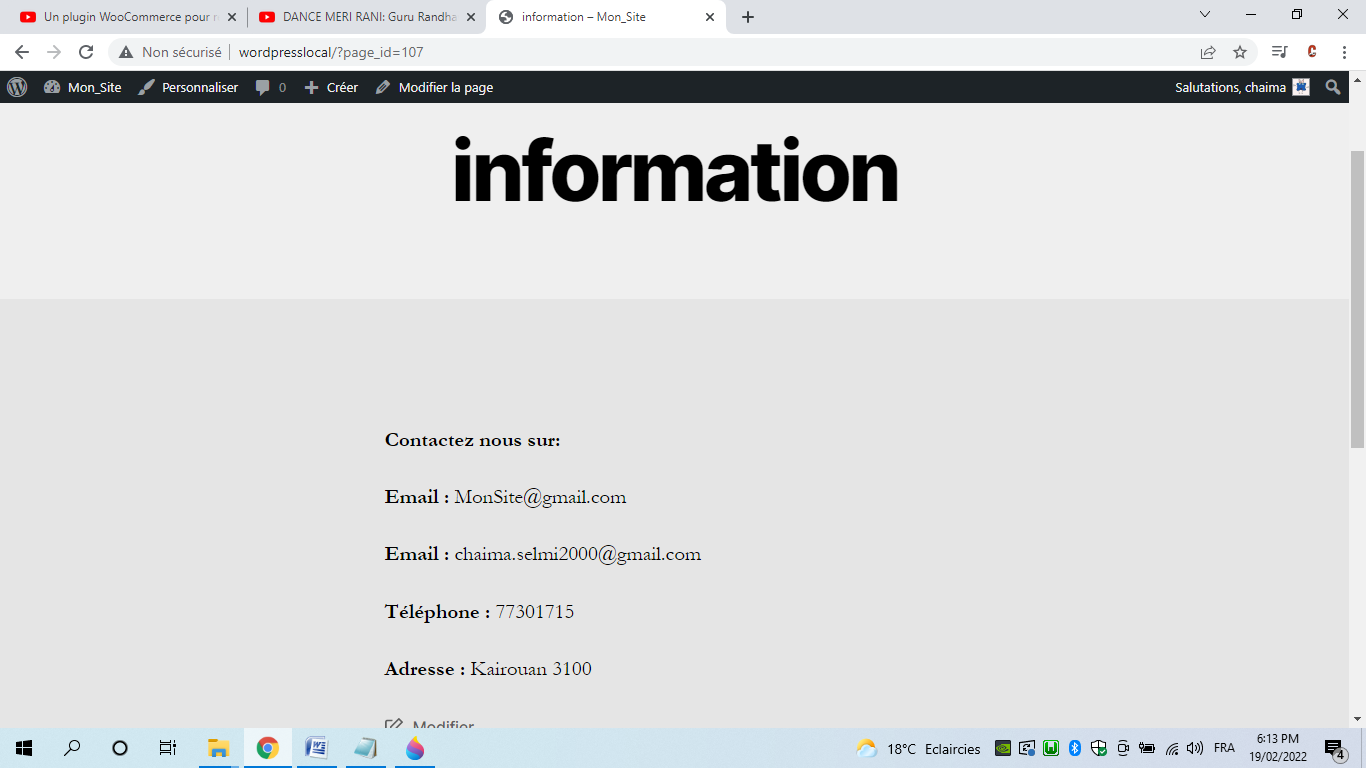 Un plugin WooCommerce pour
DANCE MERI RANI: Guru Randha
information – Mon_Site
Non sécurisé
wordpresslocal/?page_id=107
Mon_Site
Personnaliser
0
Créer
Modifier la page
Salutations, chaima
information
Contactez nous sur:
Email : MonSite@gmail.com
Email : chaima.selmi2000@gmail.com
Téléphone : 77301715
Adresse : Kairouan 3100
Modifier
18°C Eclaircies
FRA
6:13 PM
19/02/2022
4